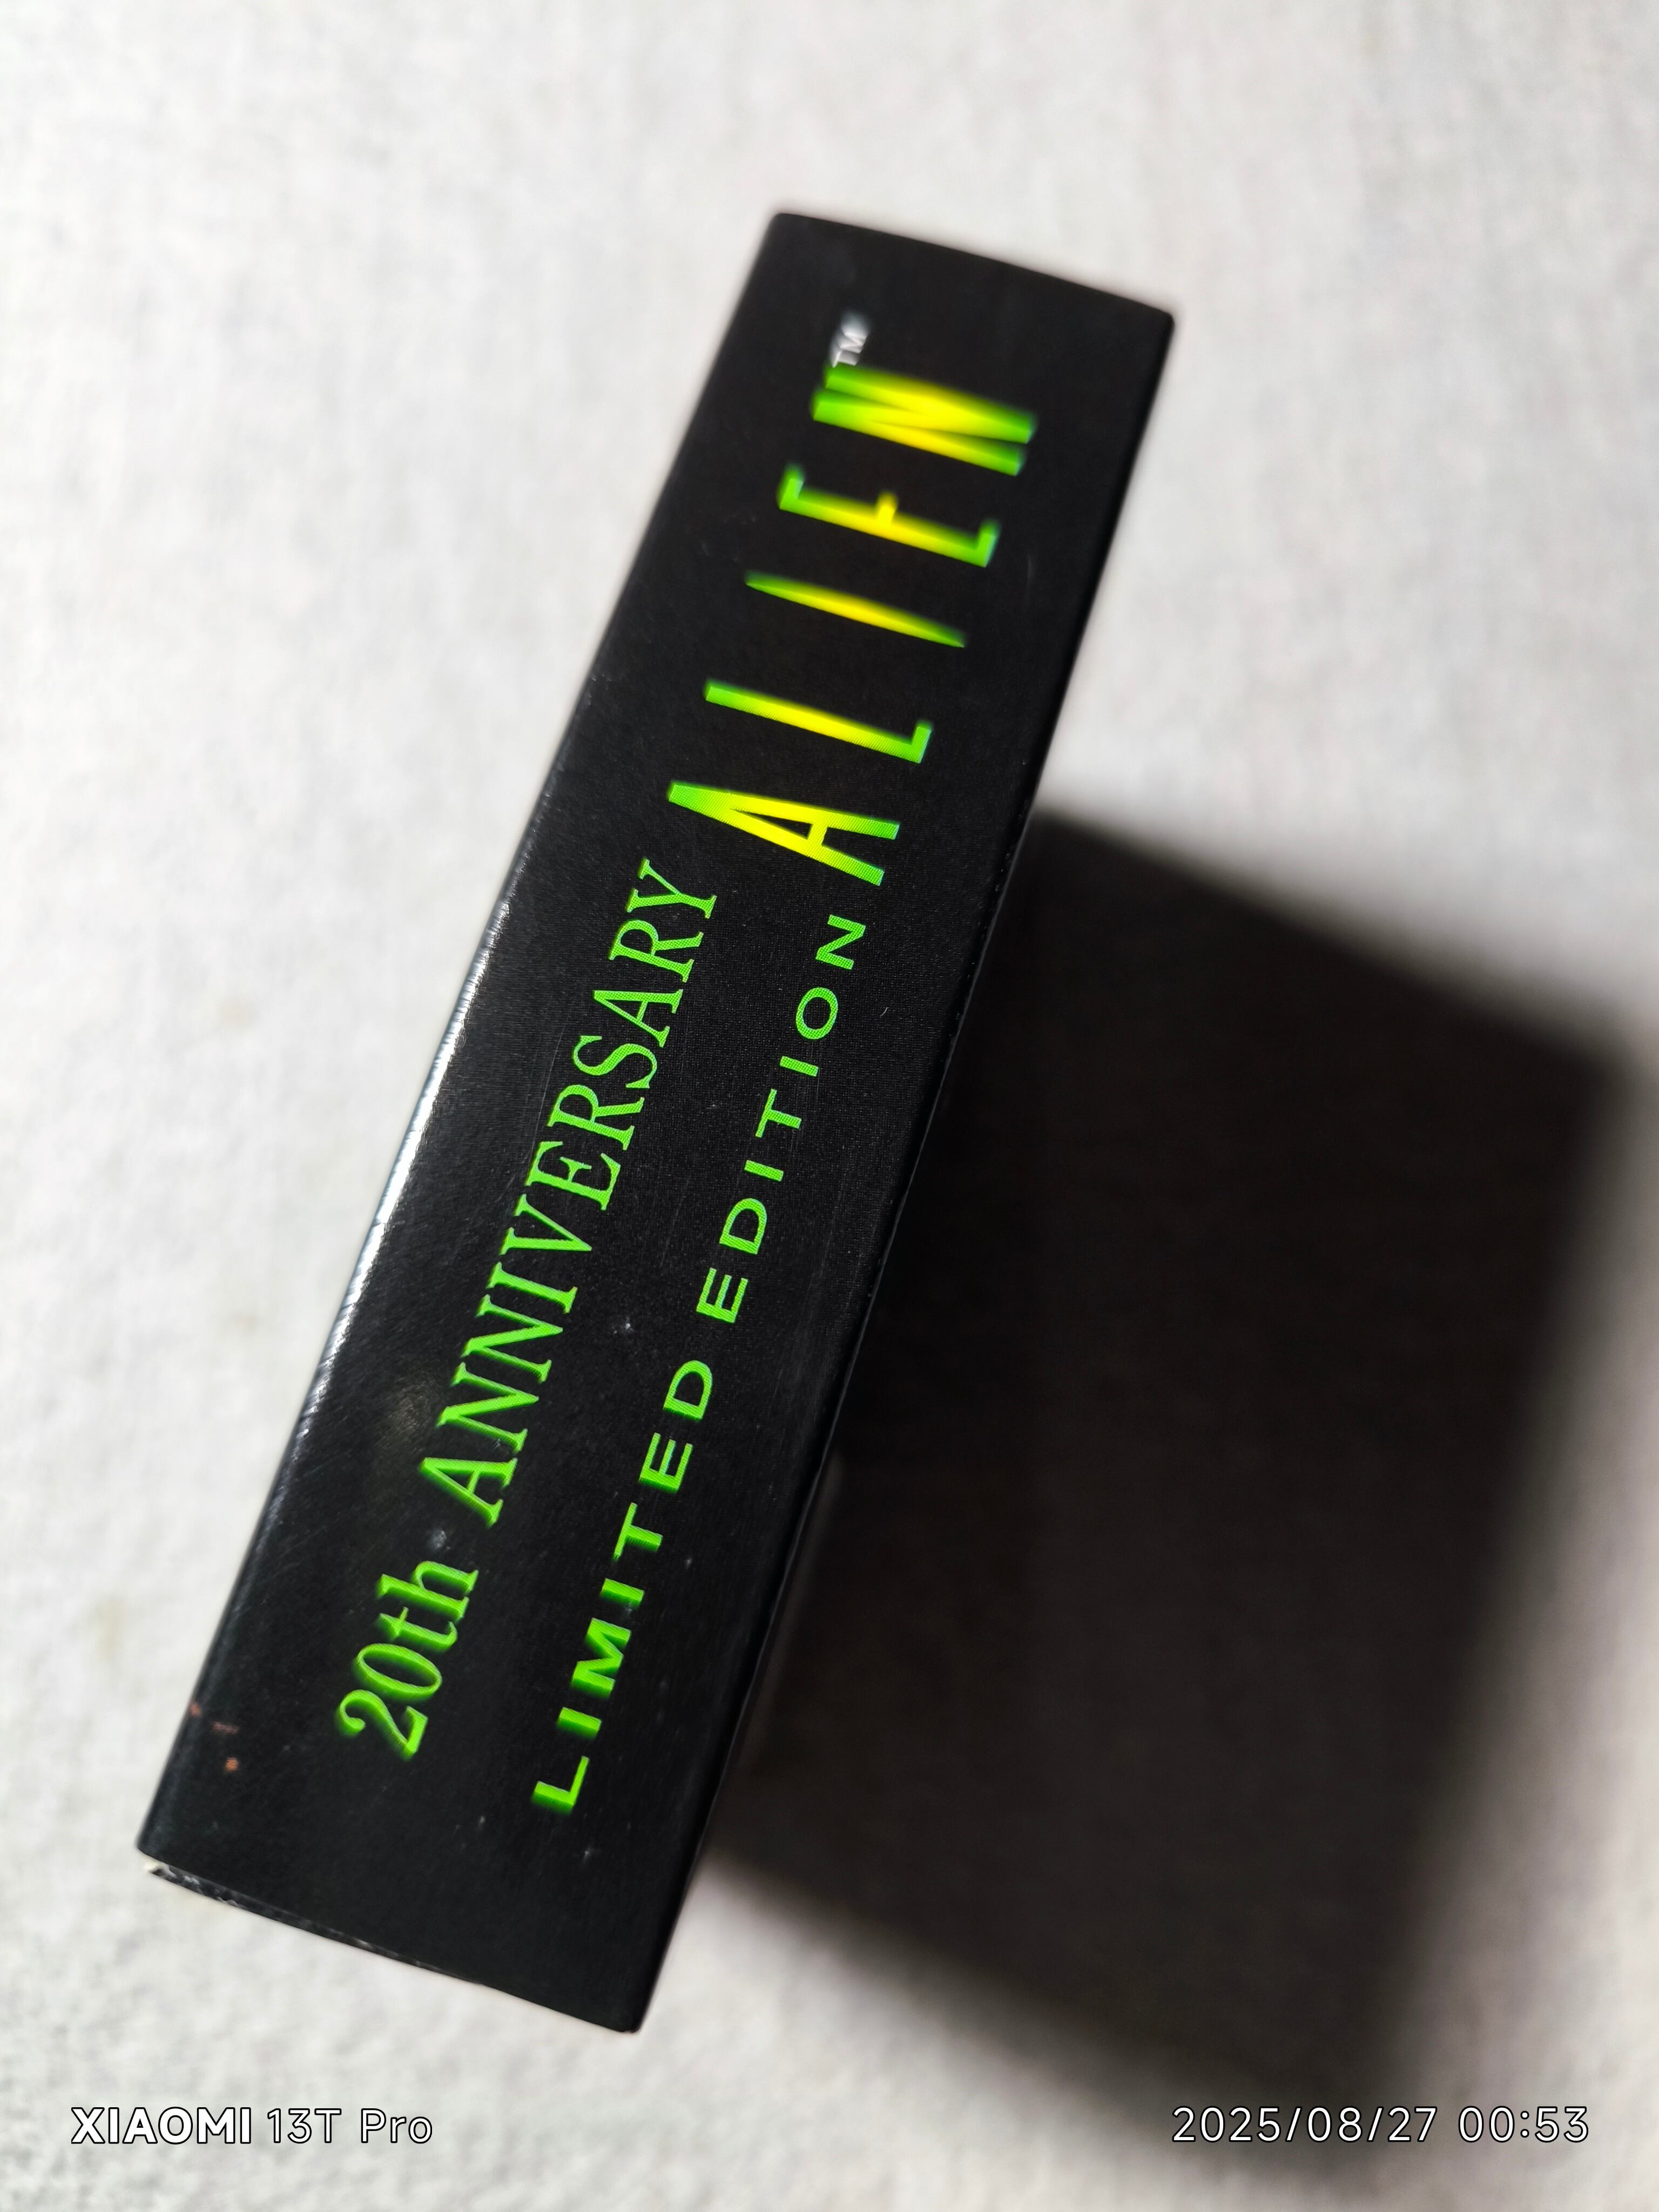 20th ANNIVERSARY
LIMITED EDITION
ALIEN™
XIAOMI 13T Pro
2025/08/27 00:53